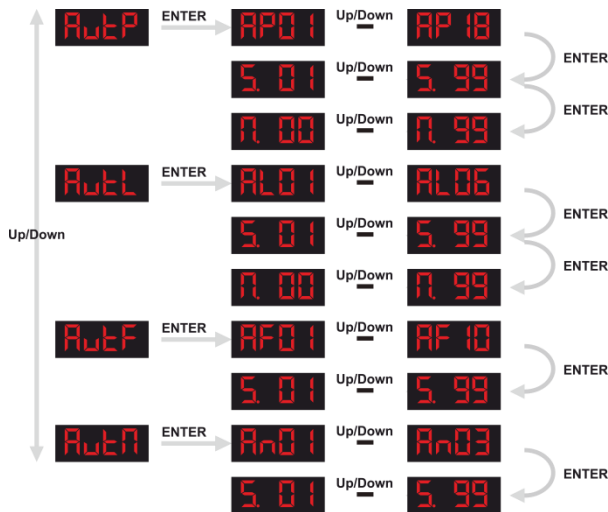 AutP ENTER AP01 Up/Down AP18
ENTER
S. 01 Up/Down S. 99
ENTER
M. 00 Up/Down M. 99
AutL ENTER AL01 Up/Down AL06
ENTER
Up/Down
S. 01 Up/Down S. 99
ENTER
M. 00 Up/Down M. 99
AutF ENTER AF01 Up/Down AF10
ENTER
S. 01 Up/Down S. 99
AutM ENTER An01 Up/Down An03
ENTER
S. 01 Up/Down S. 99